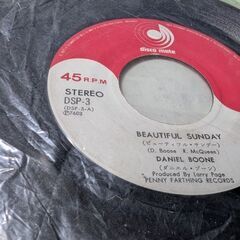 disco mate
45 R.P.M
STEREO
DSP-3
(DSP-3-A)
Ⓟ7603
BEAUTIFUL SUNDAY
(ビューティフル・サンデー)
(D. Boone R. McQueen)
DANIEL BOONE
(ダニエル・ブーン)
Produced by Larry Page
PENNY FARTHING RECORDS